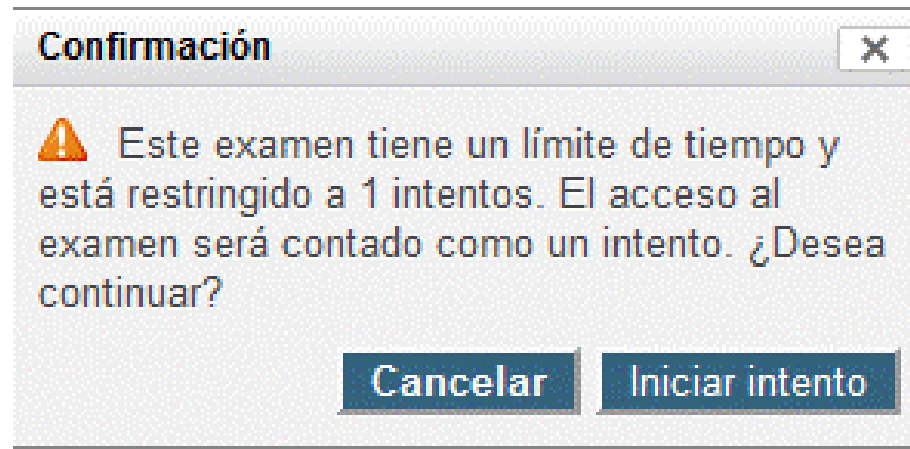 Confirmación
Este examen tiene un límite de tiempo y
está restringido a 1 intentos. El acceso al
examen será contado como un intento. ¿Desea
continuar?
Cancelar Iniciar intento